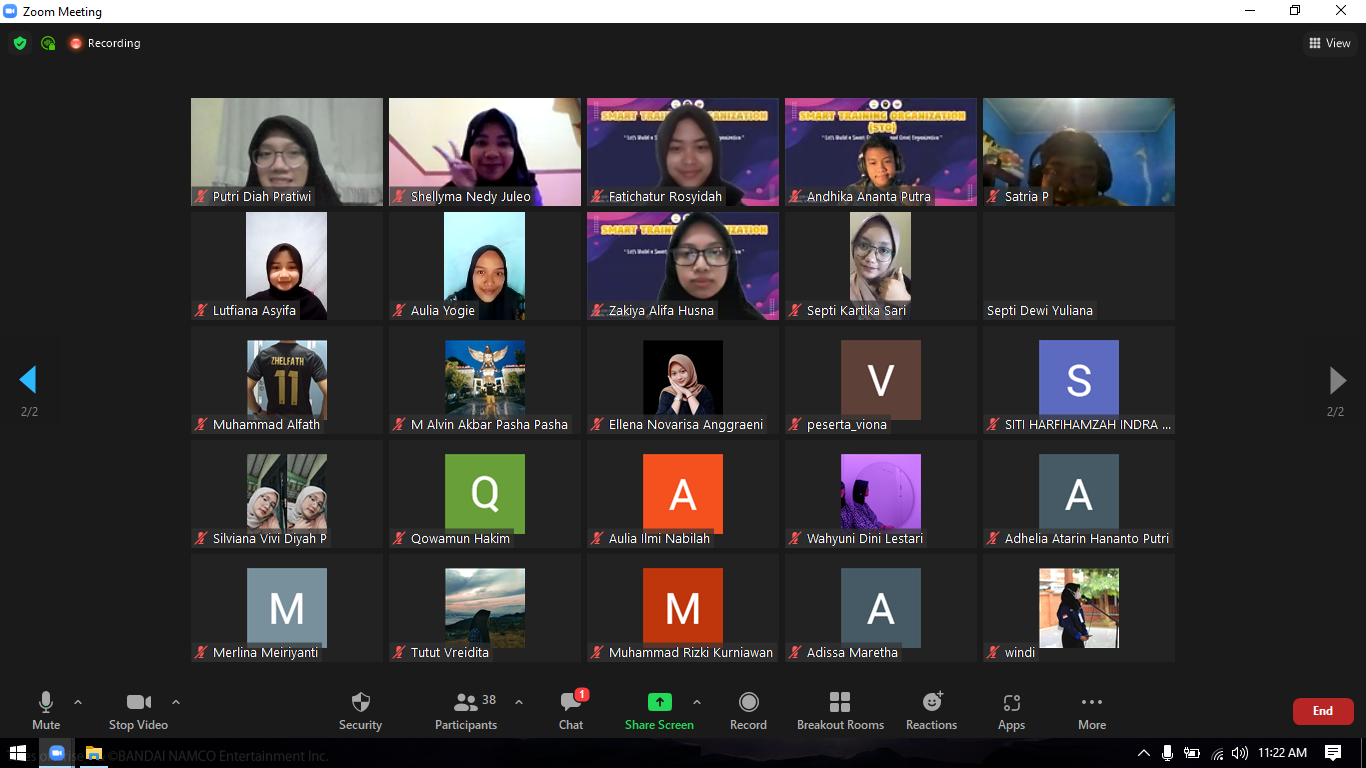 Zoom Meeting
Recording
View
SMART TRAINING ORGANIZATION
SMART TRAINING ORGANIZATION
(STO)
Putri Diah Pratiwi
Shellyma Nedy Juleo
Fatichatur Rosyidah
Andhika Ananta Putra
Satria P
SMART TRAINING ORGANIZATION
Lutfiana Asyifa
Aulia Yogie
Zakiya Alifa Husna
Septi Kartika Sari
Septi Dewi Yuliana
ZHELFATH
11
V
S
2/2
2/2
Muhammad Alfath
M Alvin Akbar Pasha Pasha
Ellena Novarisa Anggraeni
peserta_viona
SITI HARFIHAMZAH INDRA ...
Q
A
A
Silviana Vivi Diyah P
Qowamun Hakim
Aulia Ilmi Nabilah
Wahyuni Dini Lestari
Adhelia Atarin Hananto Putri
M
M
A
Merlina Meiriyanti
Tutut Vreidita
Muhammad Rizki Kurniawan
Adissa Maretha
windi
38
1
Mute
Stop Video
Security
Participants
Chat
Share Screen
Record
Breakout Rooms
Reactions
Apps
More
End
©BANDAI NAMCO Entertainment Inc.
11:22 AM